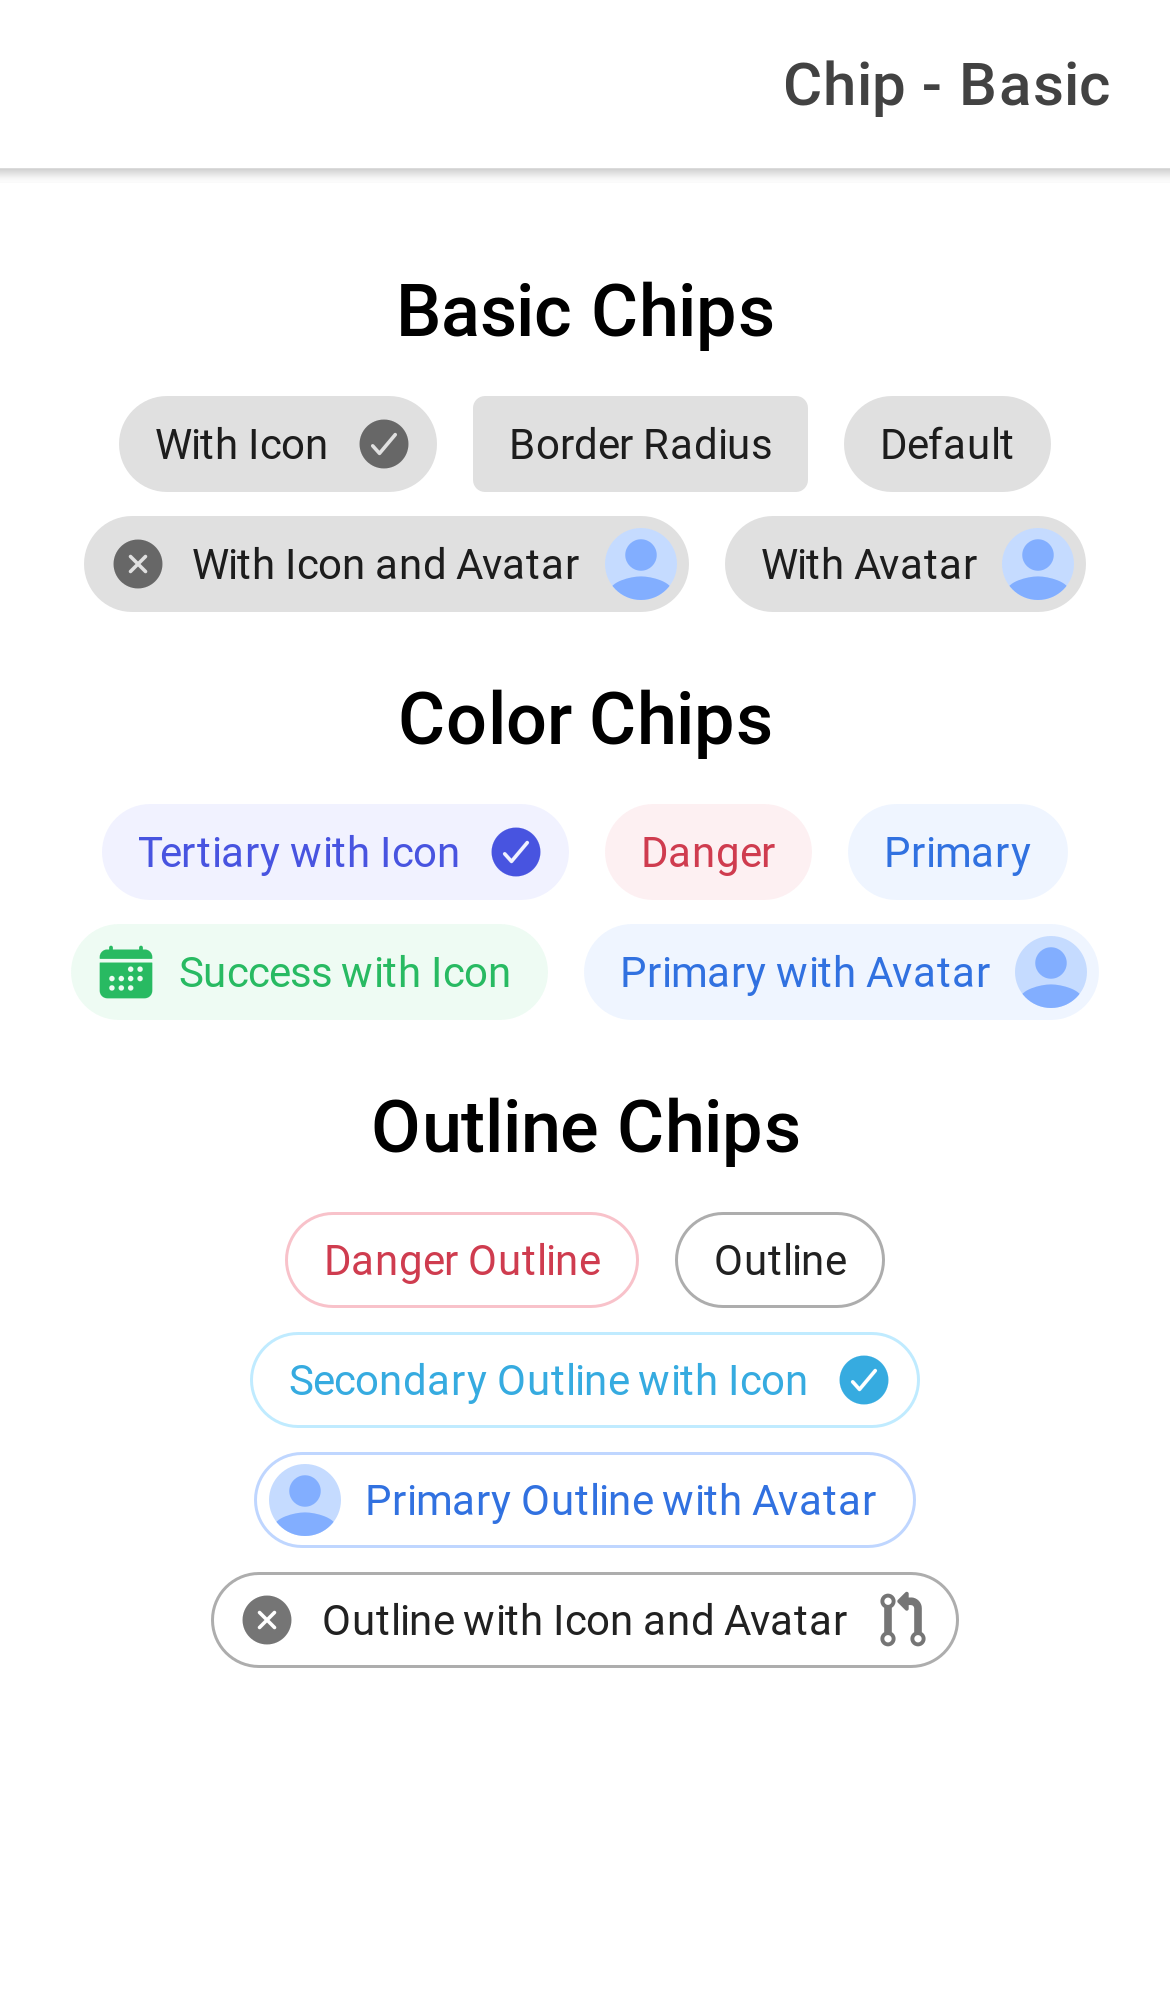 Chip - Basic
Basic Chips
With Icon
Border Radius
Default
With Icon and Avatar
With Avatar
Color Chips
Tertiary with Icon
Danger
Primary
Success with Icon
Primary with Avatar
Outline Chips
Danger Outline
Outline
Secondary Outline with Icon
Primary Outline with Avatar
Outline with Icon and Avatar